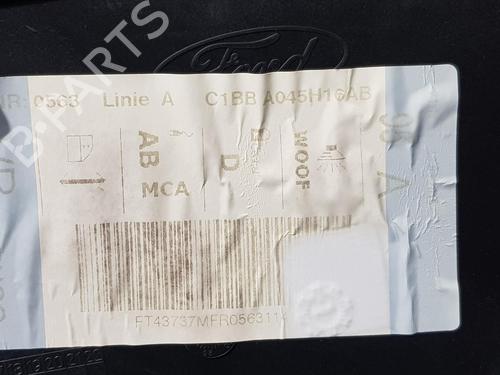 Ford
NR: 0563 Linie A C1BB A045H16AB
B-PARTS
AB
MCA
D
WOOF
A
FT43737MFR0563114